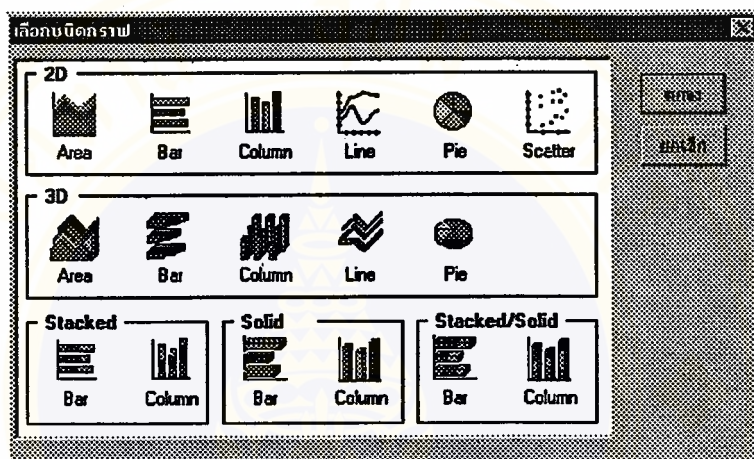 เลือกชนิดกราฟ
2D
Area Bar Column Line Pie Scatter
ตกลง
ยกเลิก
3D
Area Bar Column Line Pie
Stacked Solid Stacked/Solid
Bar Column Bar Column Bar Column